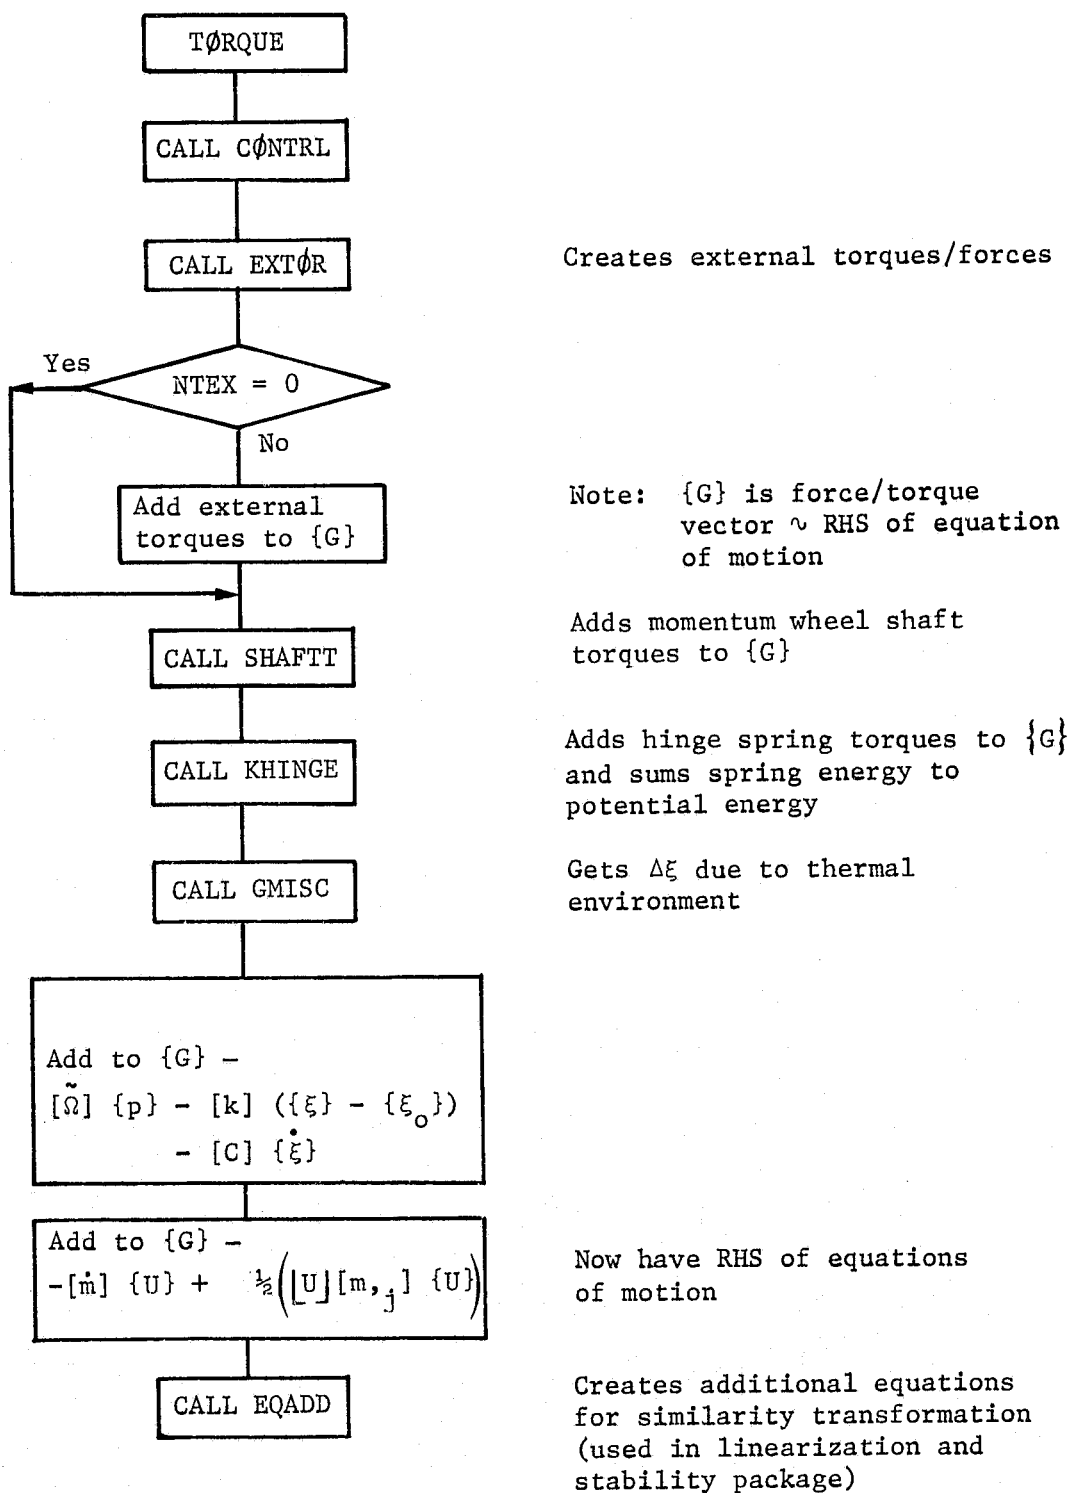 TØRQUE
CALL CØNTRL
CALL EXTØR
Creates external torques/forces
Yes
NTEX = 0
No
Add external
torques to {G}
Note: {G} is force/torque
vector ~ RHS of equation
of motion
CALL SHAFTT
Adds momentum wheel shaft
torques to {G}
CALL KHINGE
Adds hinge spring torques to {G}
and sums spring energy to
potential energy
CALL GMISC
Gets Δξ due to thermal
environment
Add to {G} –
[Ω̃] {p} – [k] ({ξ} – {ξ₀})
– [C] {ξ̇}
Add to {G} –
-[ṁ] {U} + ½(⌊U⌋[m,ⱼ] {U})
Now have RHS of equations
of motion
CALL EQADD
Creates additional equations
for similarity transformation
(used in linearization and
stability package)